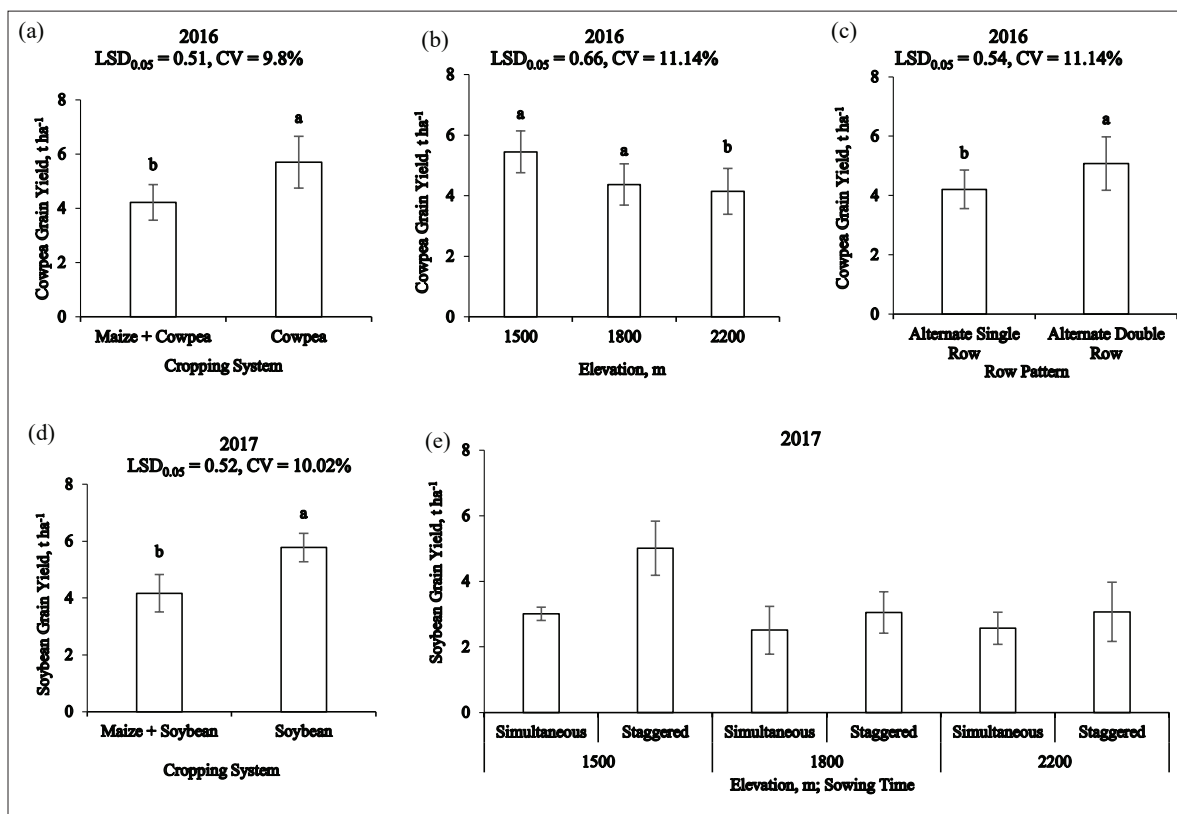 (a)
2016
LSD0.05 = 0.51, CV = 9.8%
Cowpea Grain Yield, t ha-1
8
6
4
2
0
b
a
Maize + Cowpea
Cowpea
Cropping System
(b)
2016
LSD0.05 = 0.66, CV = 11.14%
Cowpea Grain Yield, t ha-1
8
6
4
2
0
a
a
b
1500
1800
2200
Elevation, m
(c)
2016
LSD0.05 = 0.54, CV = 11.14%
Cowpea Grain Yield, t ha-1
8
6
4
2
0
b
a
Alternate Single
Row
Alternate Double
Row
Row Pattern
(d)
2017
LSD0.05 = 0.52, CV = 10.02%
Soybean Grain Yield, t ha-1
8
6
4
2
0
b
a
Maize + Soybean
Soybean
Cropping System
(e)
2017
Soybean Grain Yield, t ha-1
8
6
4
2
0
Simultaneous
Staggered
Simultaneous
Staggered
Simultaneous
Staggered
1500
1800
2200
Elevation, m; Sowing Time